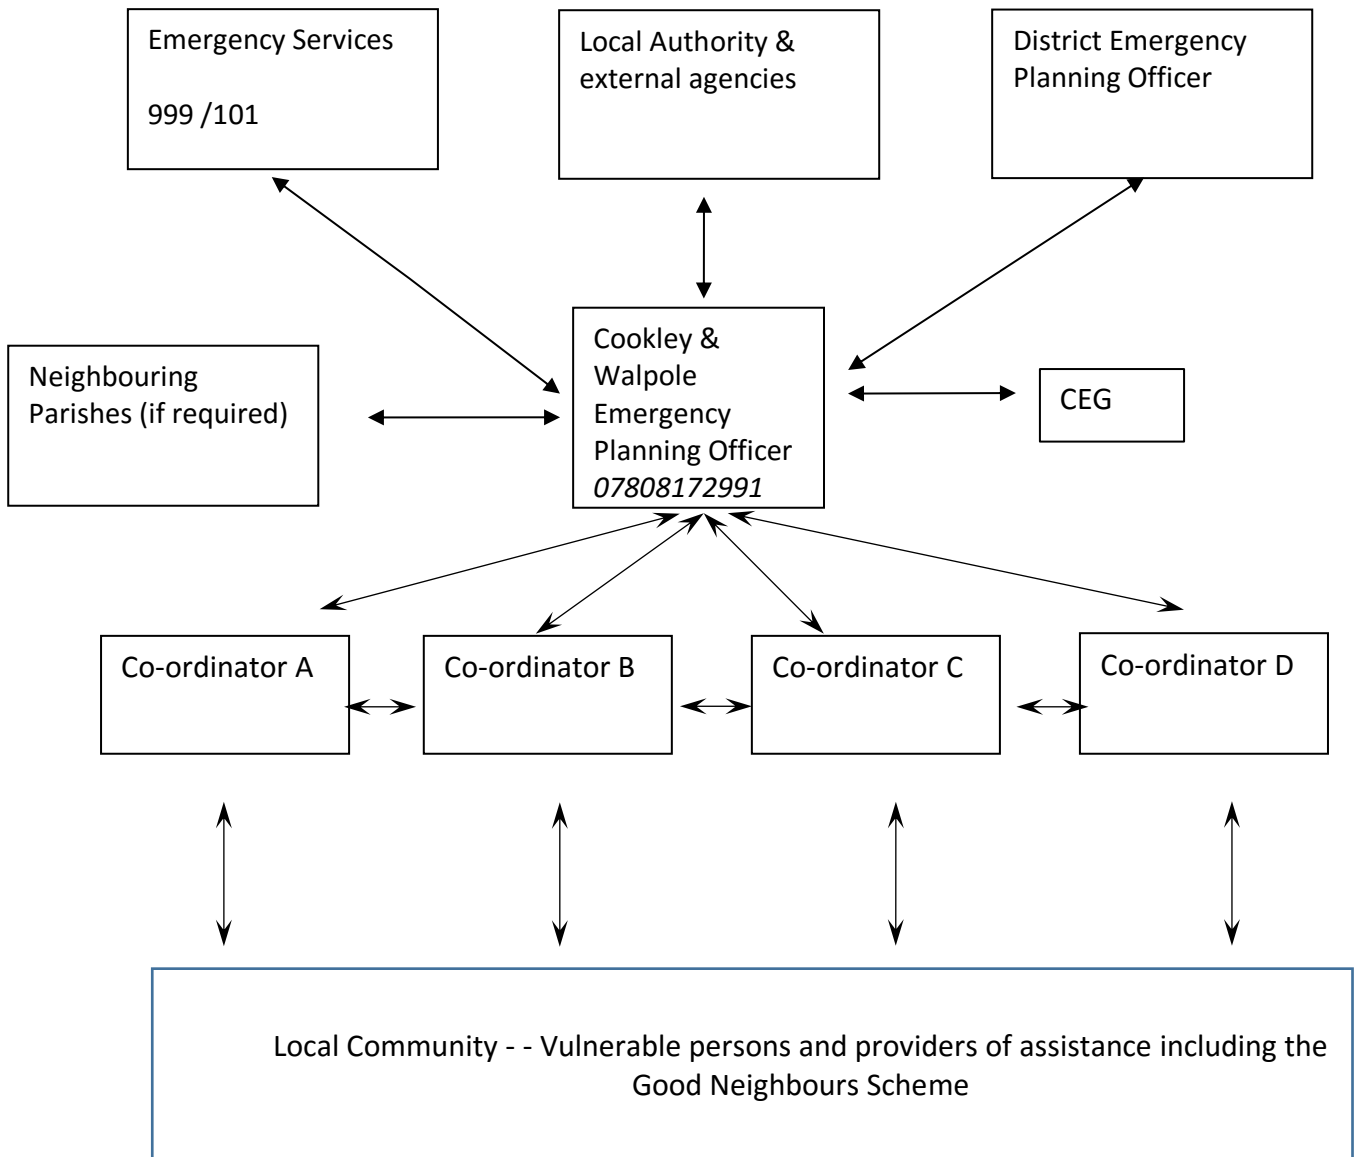 Emergency Services
999 /101
Local Authority &
external agencies
District Emergency
Planning Officer
Neighbouring
Parishes (if required)
Cookley &
Walpole
Emergency
Planning Officer
07808172991
CEG
Co-ordinator A
Co-ordinator B
Co-ordinator C
Co-ordinator D
Local Community - - Vulnerable persons and providers of assistance including the
Good Neighbours Scheme